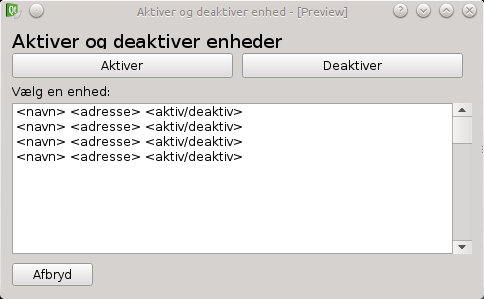 Aktiver og deaktiver enhed - [Preview]
Aktiver og deaktiver enheder
Aktiver Deaktiver
Vælg en enhed:
<navn> <adresse> <aktiv/deaktiv>
<navn> <adresse> <aktiv/deaktiv>
<navn> <adresse> <aktiv/deaktiv>
<navn> <adresse> <aktiv/deaktiv>
Afbryd